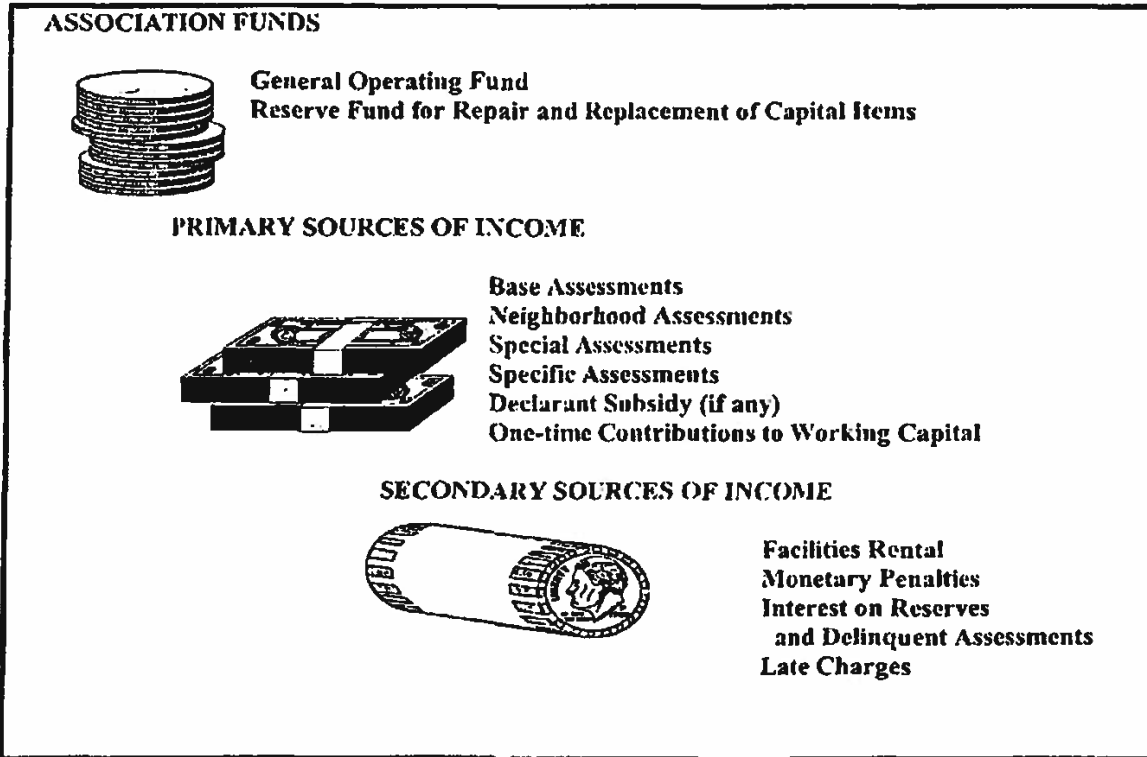 ASSOCIATION FUNDS
General Operating Fund
Reserve Fund for Repair and Replacement of Capital Items
PRIMARY SOURCES OF INCOME
Base Assessments
Neighborhood Assessments
Special Assessments
Specific Assessments
Declarant Subsidy (if any)
One-time Contributions to Working Capital
SECONDARY SOURCES OF INCOME
Facilities Rental
Monetary Penalties
Interest on Reserves
and Delinquent Assessments
Late Charges